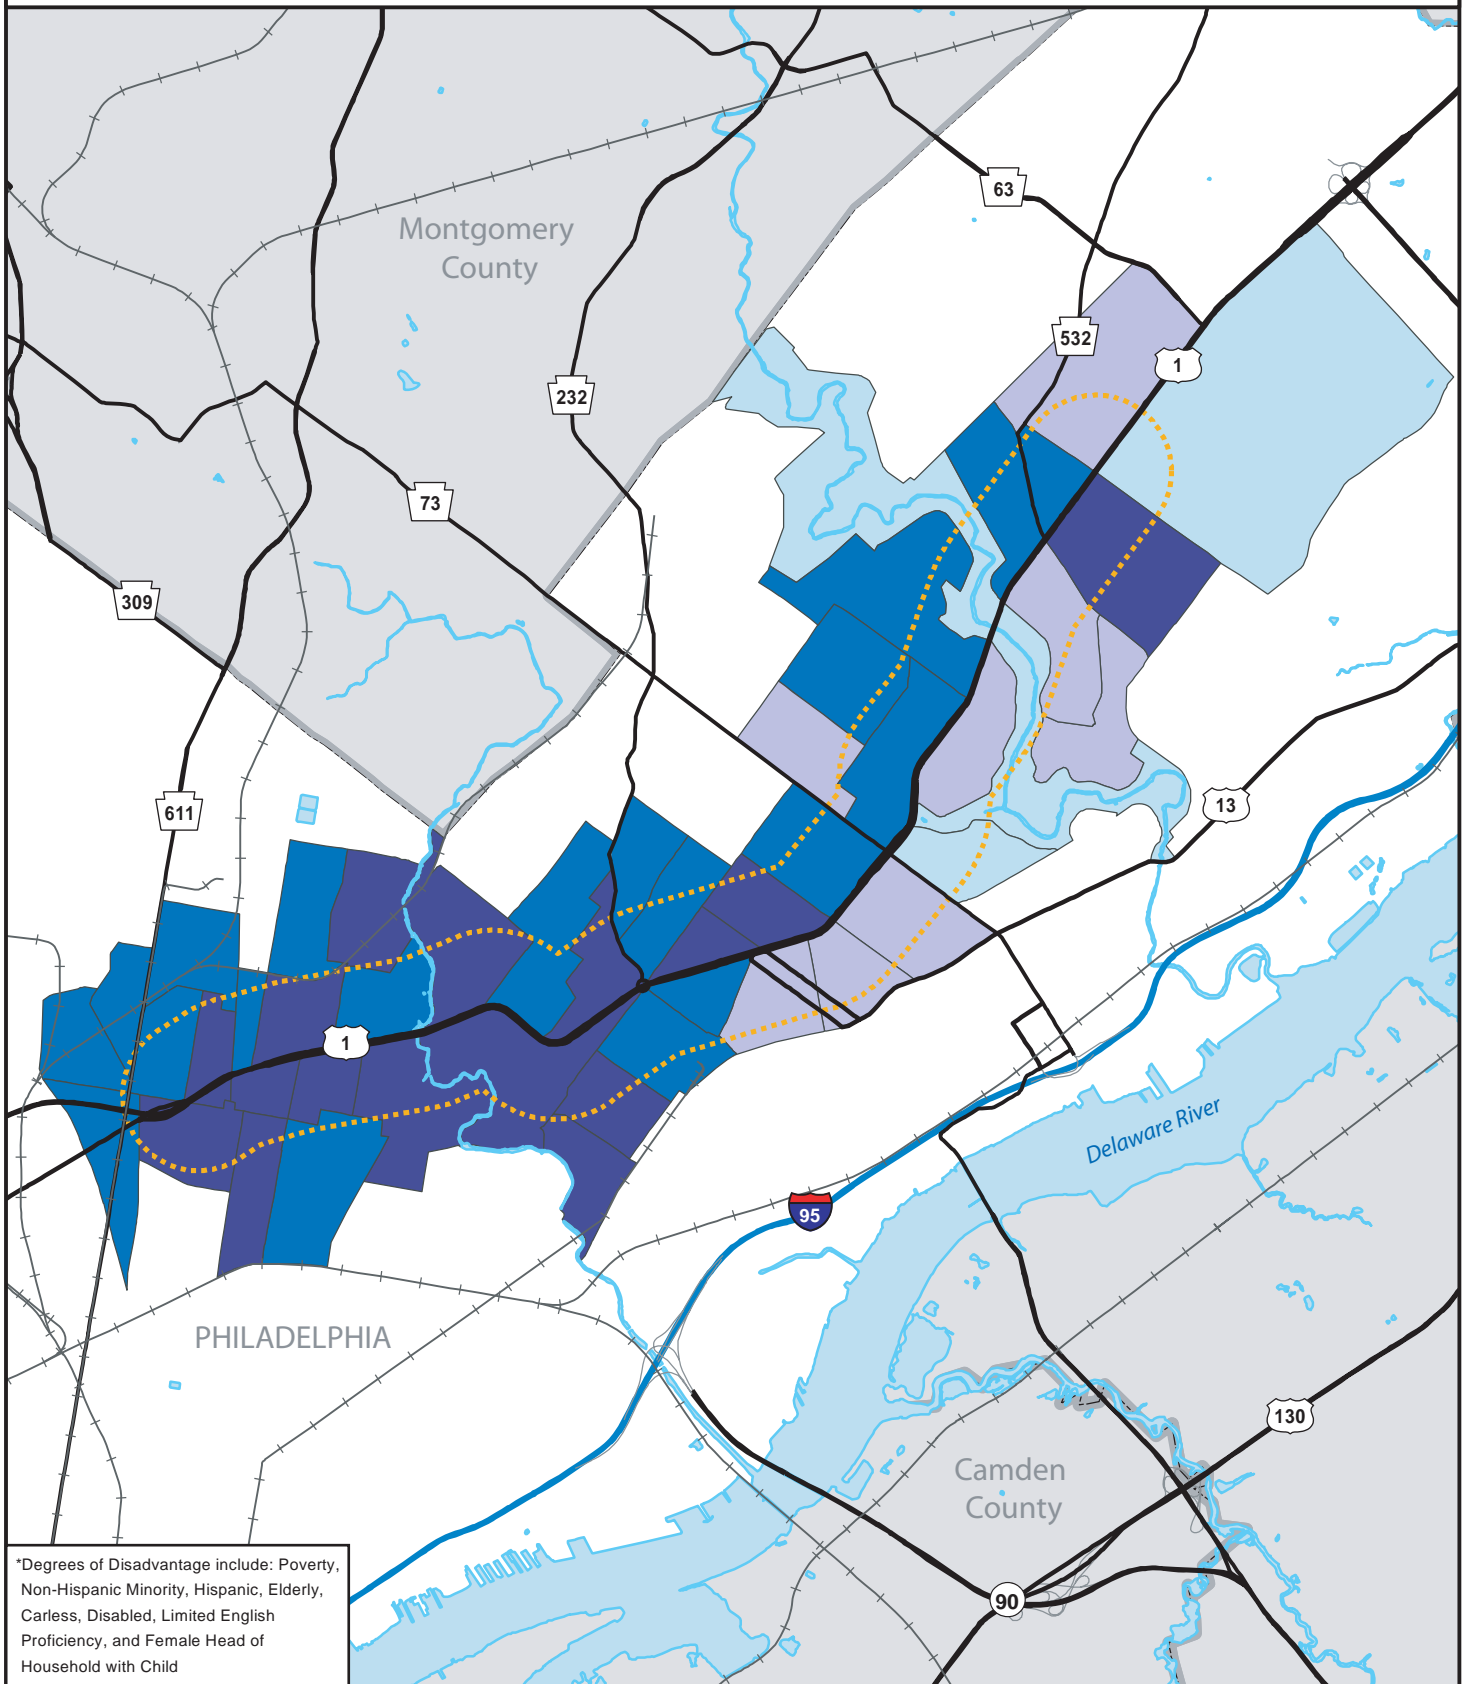 63
Montgomery
County
532
1
232
73
309
611
13
1
Delaware River
95
PHILADELPHIA
130
Camden
County
90
*Degrees of Disadvantage include: Poverty,
Non-Hispanic Minority, Hispanic, Elderly,
Carless, Disabled, Limited English
Proficiency, and Female Head of
Household with Child